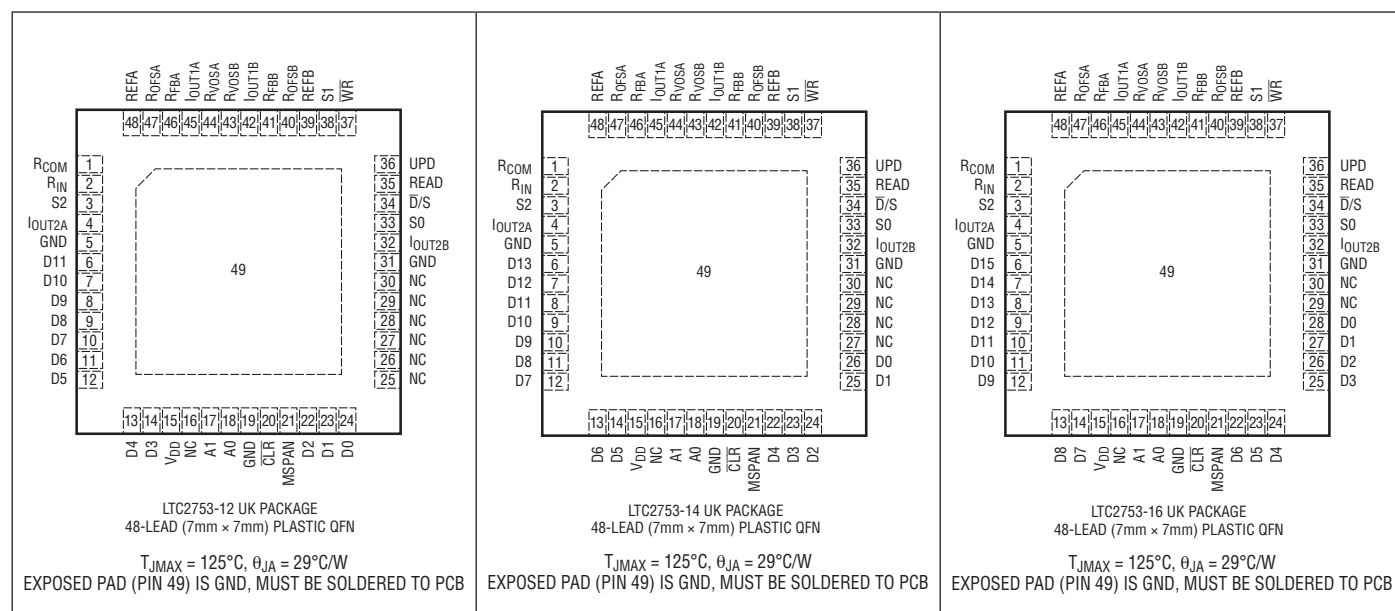 REFA ROFSA RFBA IOUT1A RVOSA RVOSB IOUT1B RFBB ROFSB REFB S1 W̅R̅
48 47 46 45 44 43 42 41 40 39 38 37
RCOM 1 36 UPD
RIN 2 35 READ
S2 3 34 D̅/S
IOUT2A 4 33 S0
GND 5 32 IOUT2B
D11 6 31 GND
D10 7 30 NC
D9 8 29 NC
D8 9 28 NC
D7 10 27 NC
D6 11 26 NC
D5 12 25 NC
49
13 14 15 16 17 18 19 20 21 22 23 24
D4 D3 VDD NC A1 A0 GND C̅L̅R̅ MSPAN D2 D1 D0
LTC2753-12 UK PACKAGE
48-LEAD (7mm × 7mm) PLASTIC QFN
TJMAX = 125°C, θJA = 29°C/W
EXPOSED PAD (PIN 49) IS GND, MUST BE SOLDERED TO PCB
REFA ROFSA RFBA IOUT1A RVOSA RVOSB IOUT1B RFBB ROFSB REFB S1 W̅R̅
48 47 46 45 44 43 42 41 40 39 38 37
RCOM 1 36 UPD
RIN 2 35 READ
S2 3 34 D̅/S
IOUT2A 4 33 S0
GND 5 32 IOUT2B
D13 6 31 GND
D12 7 30 NC
D11 8 29 NC
D10 9 28 NC
D9 10 27 NC
D8 11 26 D0
D7 12 25 D1
49
13 14 15 16 17 18 19 20 21 22 23 24
D6 D5 VDD NC A1 A0 GND C̅L̅R̅ MSPAN D4 D3 D2
LTC2753-14 UK PACKAGE
48-LEAD (7mm × 7mm) PLASTIC QFN
TJMAX = 125°C, θJA = 29°C/W
EXPOSED PAD (PIN 49) IS GND, MUST BE SOLDERED TO PCB
REFA ROFSA RFBA IOUT1A RVOSA RVOSB IOUT1B RFBB ROFSB REFB S1 W̅R̅
48 47 46 45 44 43 42 41 40 39 38 37
RCOM 1 36 UPD
RIN 2 35 READ
S2 3 34 D̅/S
IOUT2A 4 33 S0
GND 5 32 IOUT2B
D15 6 31 GND
D14 7 30 NC
D13 8 29 NC
D12 9 28 D0
D11 10 27 D1
D10 11 26 D2
D9 12 25 D3
49
13 14 15 16 17 18 19 20 21 22 23 24
D8 D7 VDD NC A1 A0 GND C̅L̅R̅ MSPAN D6 D5 D4
LTC2753-16 UK PACKAGE
48-LEAD (7mm × 7mm) PLASTIC QFN
TJMAX = 125°C, θJA = 29°C/W
EXPOSED PAD (PIN 49) IS GND, MUST BE SOLDERED TO PCB